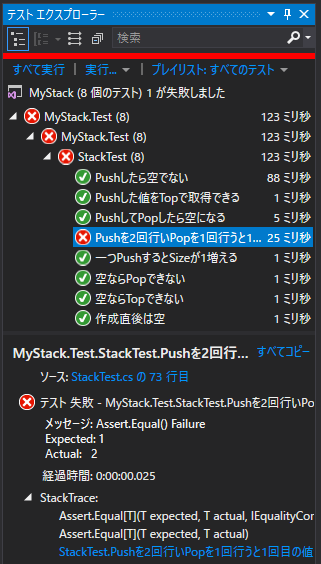 テスト エクスプローラー
検索
すべて実行 | 実行... | プレイリスト: すべてのテスト
MyStack (8 個のテスト) 1 が失敗しました
MyStack.Test (8) 123 ミリ秒
MyStack.Test (8) 123 ミリ秒
StackTest (8) 123 ミリ秒
Pushしたら空でない 88 ミリ秒
Pushした値をTopで取得できる 1 ミリ秒
PushしてPopしたら空になる 5 ミリ秒
Pushを2回行いPopを1回行うと1... 25 ミリ秒
一つPushするとSizeが1増える 1 ミリ秒
空ならPopできない 1 ミリ秒
空ならTopできない 1 ミリ秒
作成直後は空 1 ミリ秒
MyStack.Test.StackTest.Pushを2回行... すべてコピー
ソース: StackTest.cs の 73 行目
テスト 失敗 - MyStack.Test.StackTest.Pushを2回行いPo
メッセージ: Assert.Equal() Failure
Expected: 1
Actual: 2
経過時間: 0:00:00.025
StackTrace:
Assert.Equal[T](T expected, T actual, IEqualityCor
Assert.Equal[T](T expected, T actual)
StackTest.Pushを2回行いPopを1回行うと1回目の値